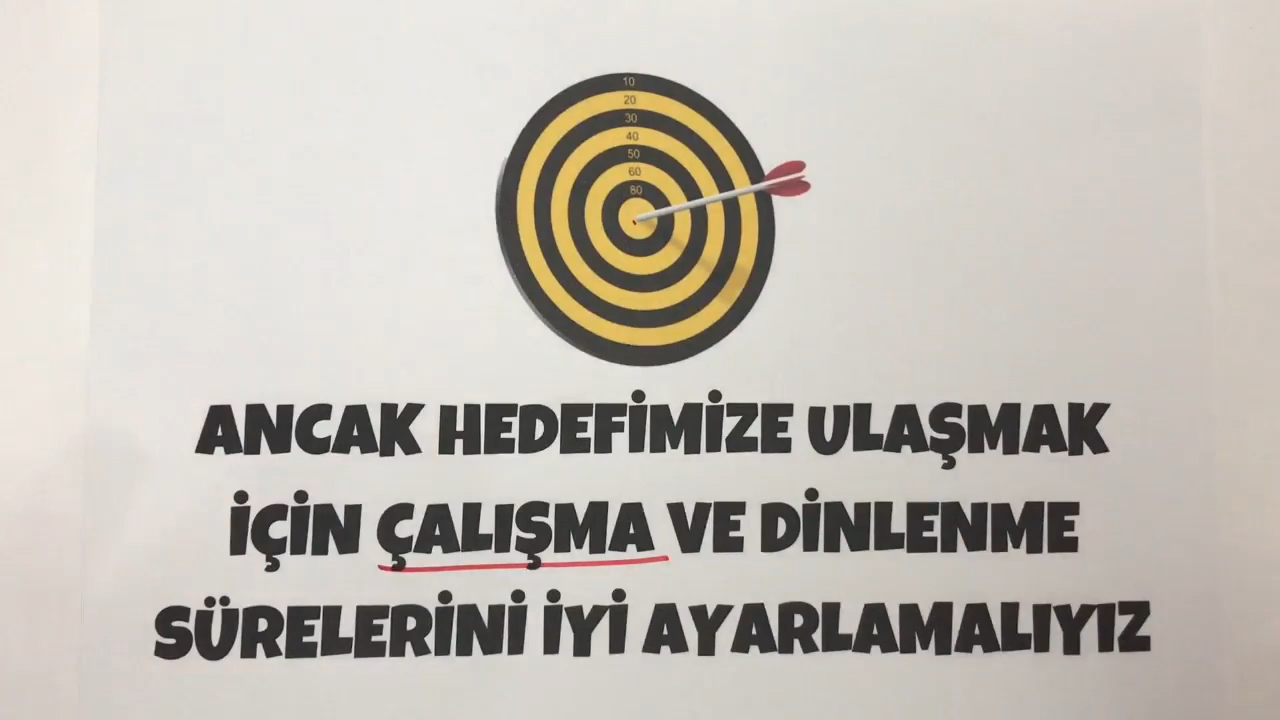 10
20
30
40
50
60
80
ANCAK HEDEFİMİZE ULAŞMAK
İÇİN ÇALIŞMA VE DİNLENME
SÜRELERİNİ İYİ AYARLAMALIYIZ